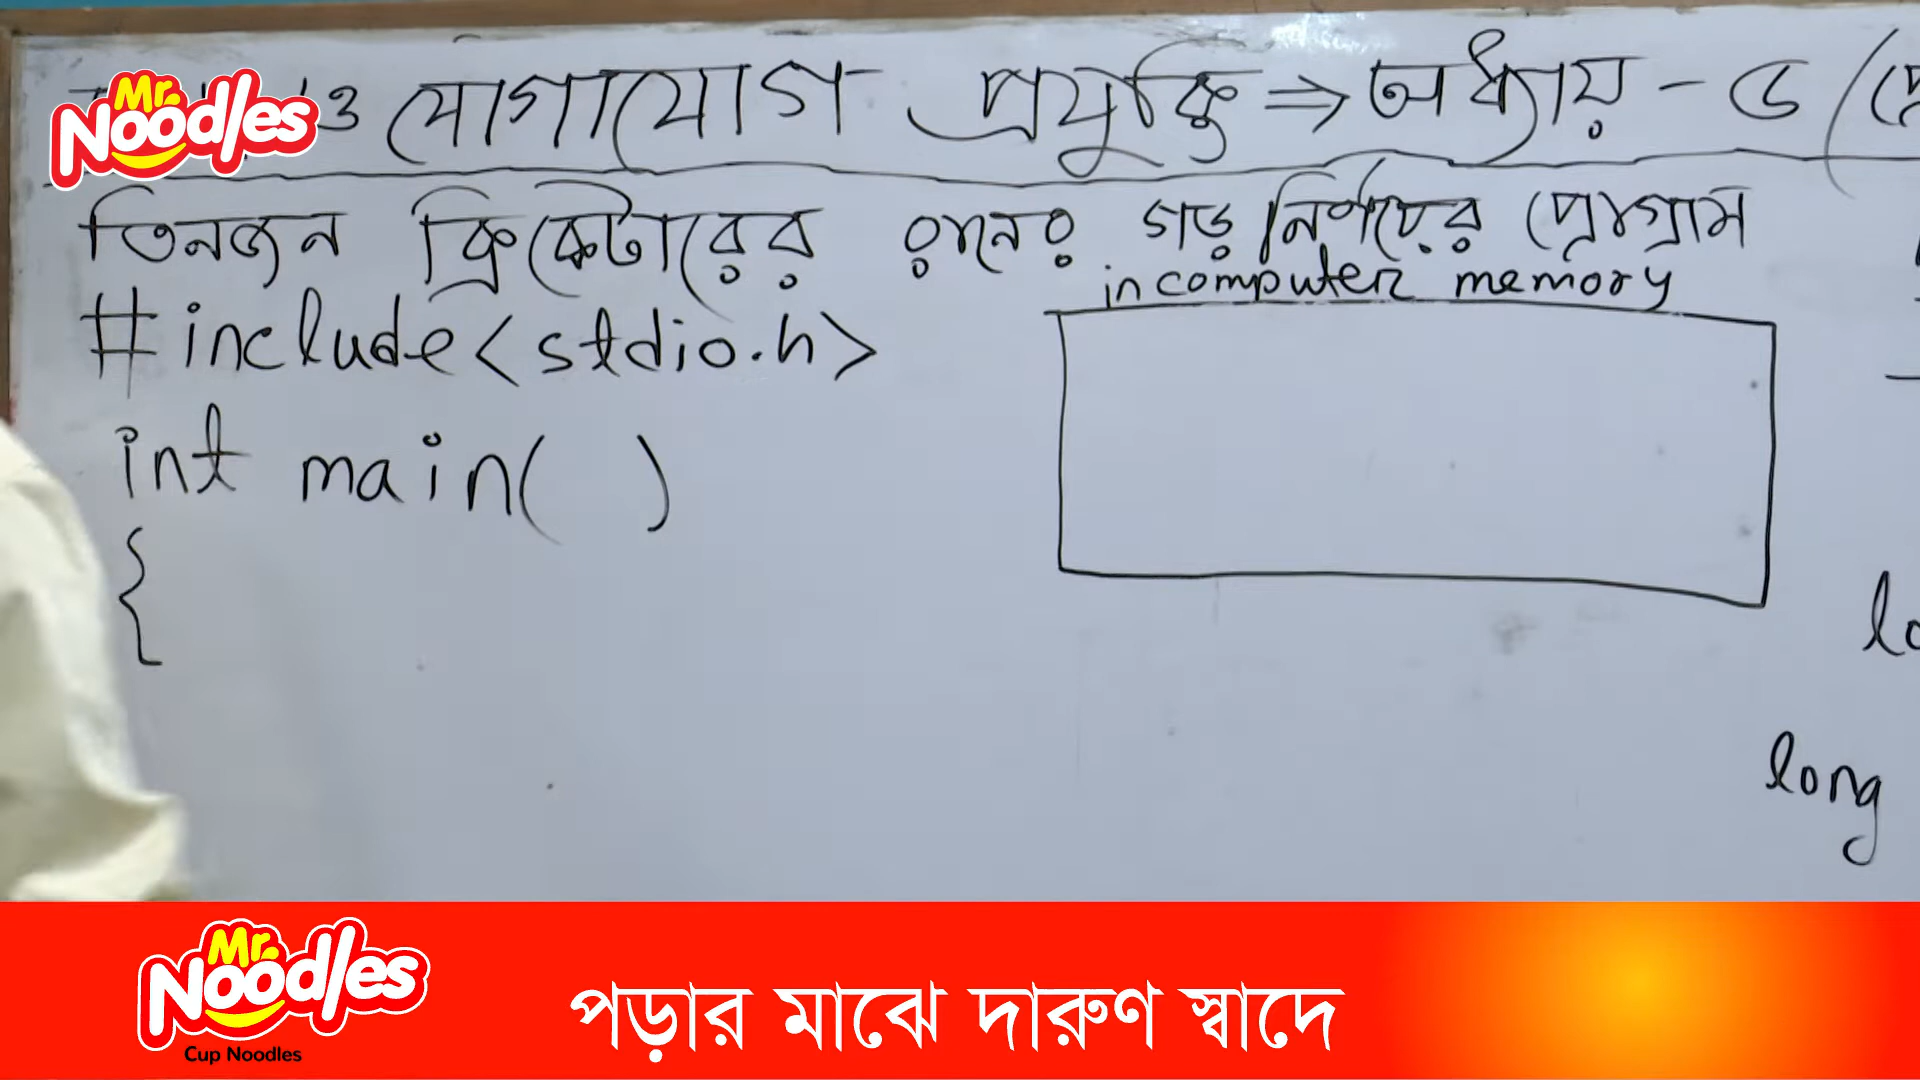 Mr. Noodles
ও যোগাযোগ প্রযুক্তি ⇒ অধ্যায় - ৫ (
তিনজন ক্রিকেটারের রানের গড় নির্ণয়ের প্রোগ্রাম
in computer memory
#include<stdio.h>
int main( )
{
long
Mr. Noodles
Cup Noodles
পড়ার মাঝে দারুণ স্বাদে